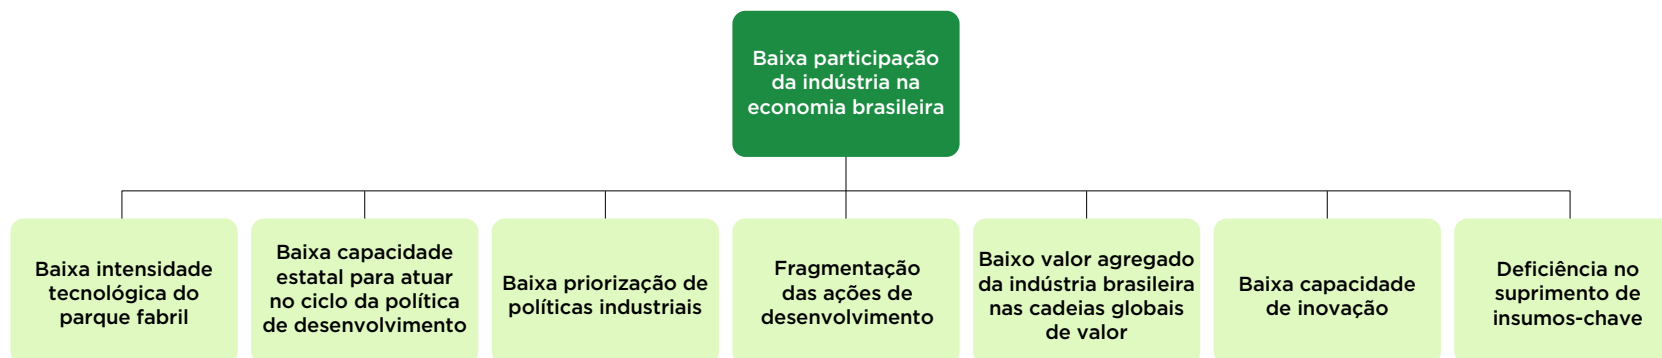 Baixa participação
da indústria na
economia brasileira
Baixa intensidade
tecnológica do
parque fabril
Baixa capacidade
estatal para atuar
no ciclo da política
de desenvolvimento
Baixa priorização de
políticas industriais
Fragmentação
das ações de
desenvolvimento
Baixo valor agregado
da indústria brasileira
nas cadeias globais
de valor
Baixa capacidade
de inovação
Deficiência no
suprimento de
insumos-chave